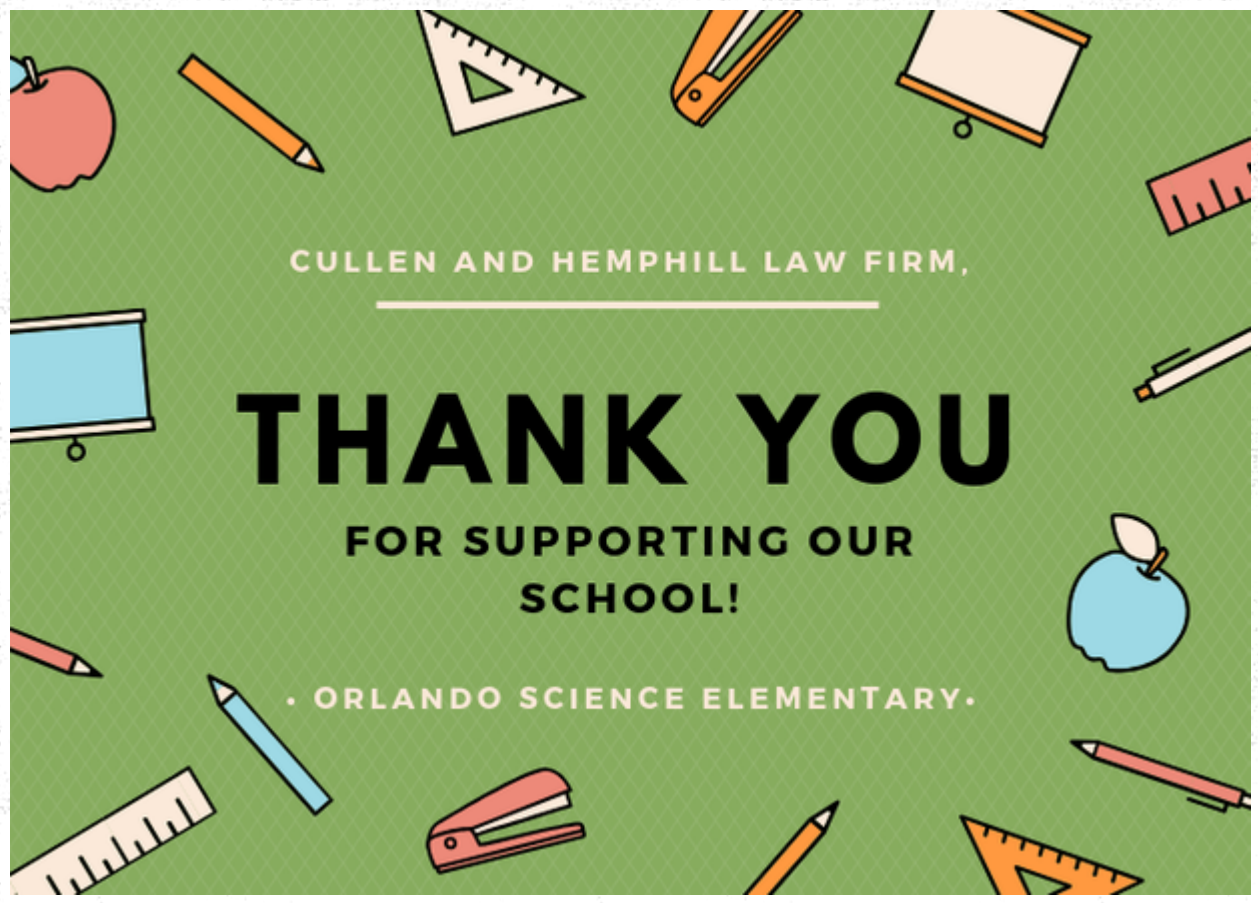 CULLEN AND HEMPHILL LAW FIRM,
THANK YOU
FOR SUPPORTING OUR
SCHOOL!
• ORLANDO SCIENCE ELEMENTARY•